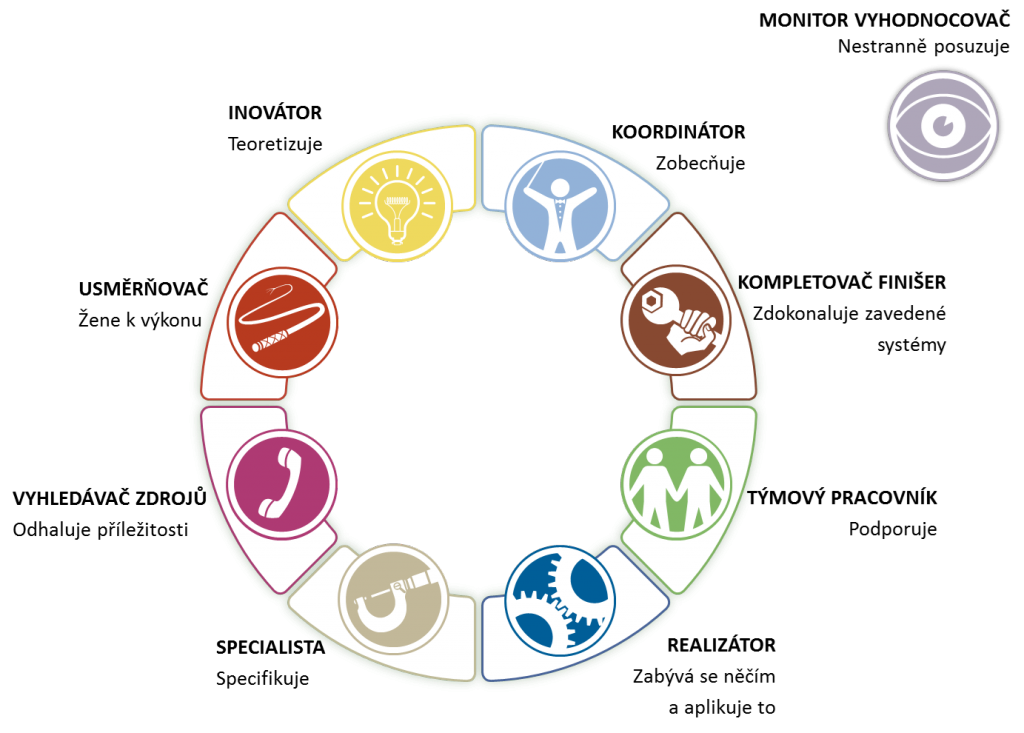 MONITOR VYHODNOCOVAČ
Nestranně posuzuje
INOVÁTOR
Teoretizuje
KOORDINÁTOR
Zobecňuje
USMĚRŇOVAČ
Žene k výkonu
KOMPLETOVAČ FINIŠER
Zdokonaluje zavedené
systémy
VYHLEDÁVAČ ZDROJŮ
Odhaluje příležitosti
TÝMOVÝ PRACOVNÍK
Podporuje
SPECIALISTA
Specifikuje
REALIZÁTOR
Zabývá se něčím
a aplikuje to